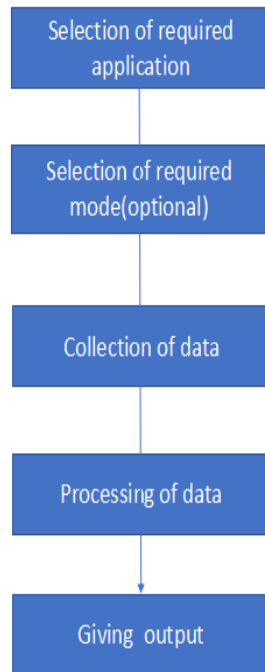 Selection of required
application
Selection of required
mode(optional)
Collection of data
Processing of data
Giving output